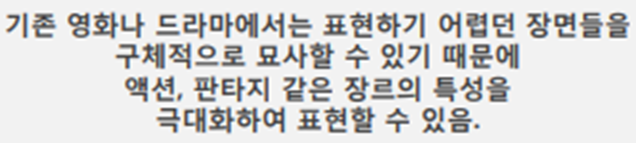 기존 영화나 드라마에서는 표현하기 어렵던 장면들을
구체적으로 묘사할 수 있기 때문에
액션, 판타지 같은 장르의 특성을
극대화하여 표현할 수 있음.